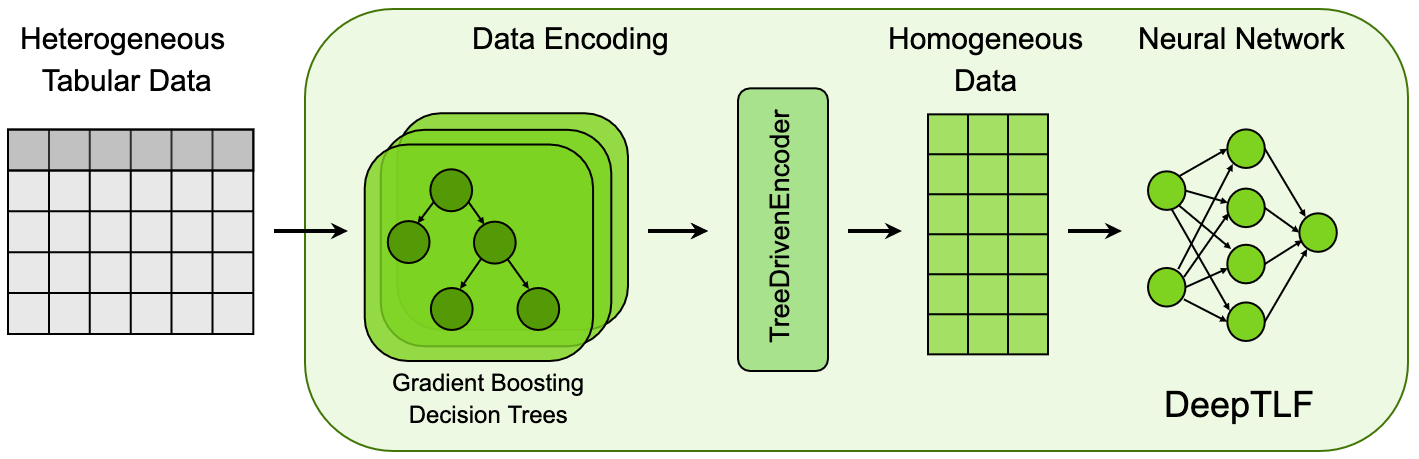 Heterogeneous
Tabular Data
Data Encoding
Gradient Boosting
Decision Trees
TreeDrivenEncoder
Homogeneous
Data
Neural Network
DeepTLF